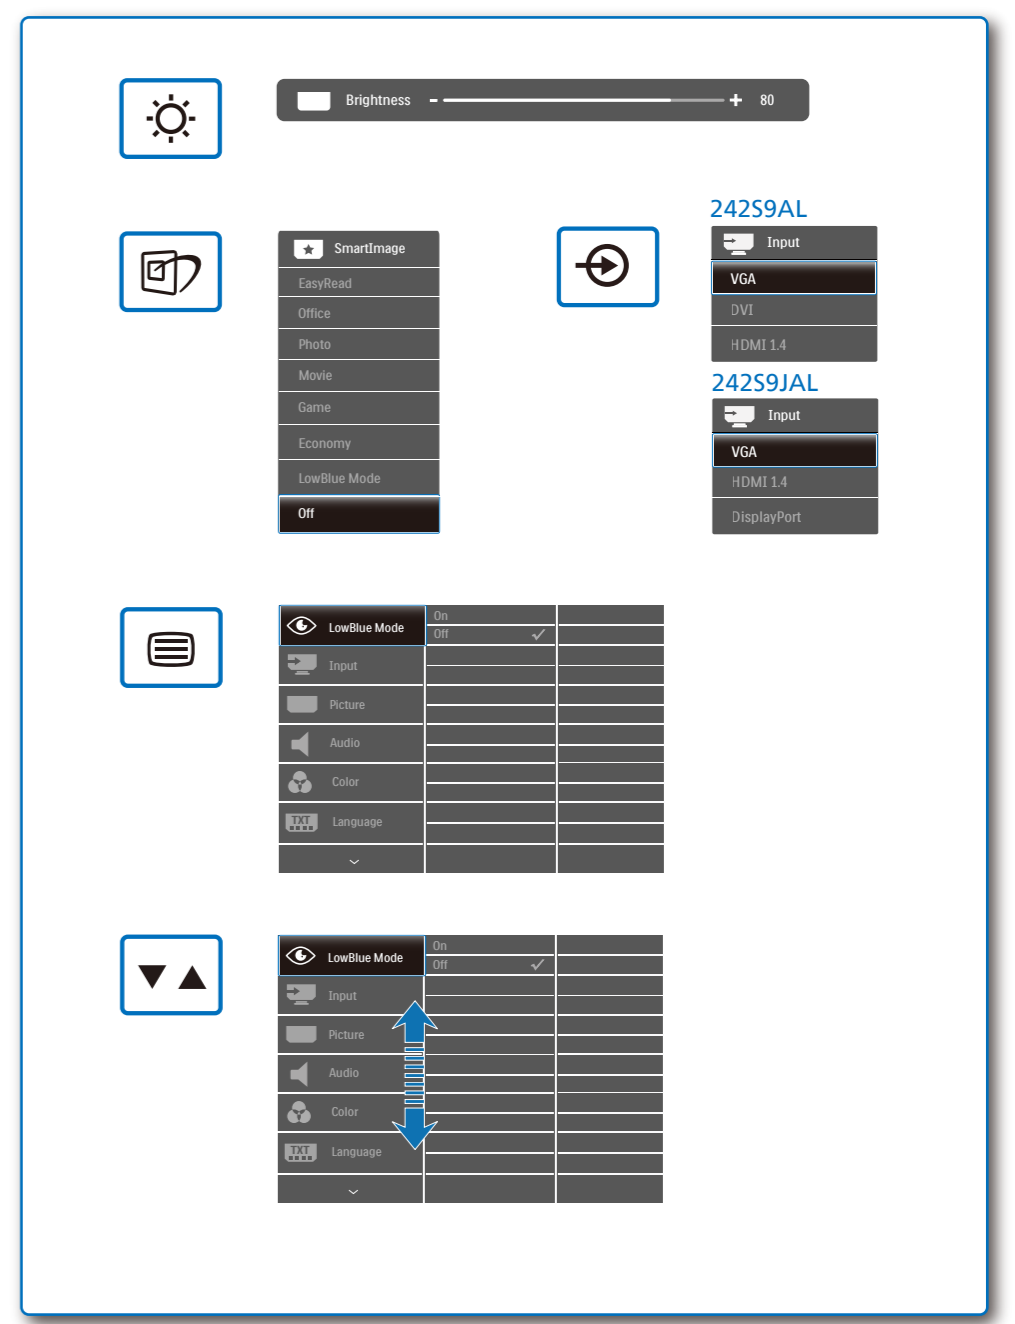 Brightness - + 80
242S9AL
SmartImage
EasyRead
Office
Photo
Movie
Game
Economy
LowBlue Mode
Off
Input
VGA
DVI
HDMI 1.4
242S9JAL
Input
VGA
HDMI 1.4
DisplayPort
LowBlue Mode
On
Off
Input
Picture
Audio
Color
TXT Language
LowBlue Mode
On
Off
Input
Picture
Audio
Color
TXT Language